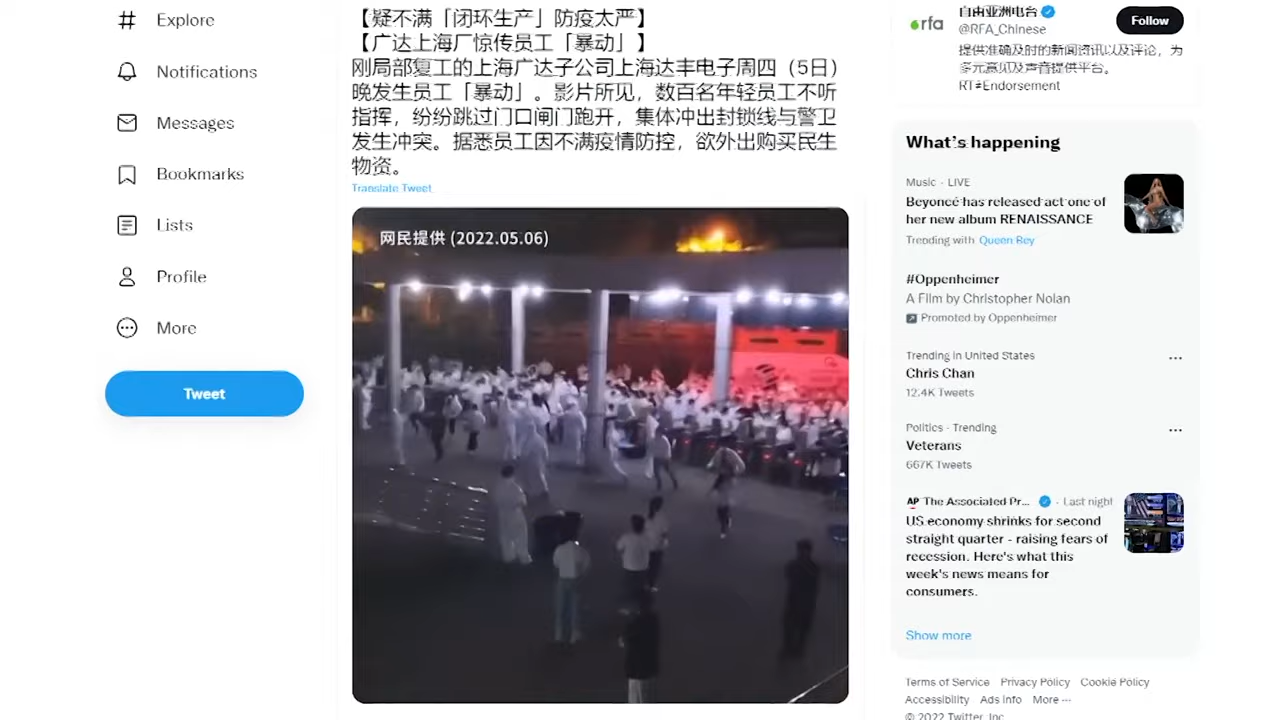 Explore
Notifications
Messages
Bookmarks
Lists
Profile
More
Tweet
【疑不满「闭环生产」防疫太严】
【广达上海厂惊传员工「暴动」】
刚局部复工的上海广达子公司上海达丰电子周四（5日）
晚发生员工「暴动」。影片所见，数百名年轻员工不听
指挥，纷纷跳过门口闸门跑开，集体冲出封锁线与警卫
发生冲突。据悉员工因不满疫情防控，欲外出购买民生
物资。
Translate Tweet
网民提供 (2022.05.06)
rfa
自由亚洲电台
@RFA_Chinese
Follow
提供准确及时的新闻资讯以及评论，为
多元意见及声音提供平台。
RT≠Endorsement
What's happening
Music · LIVE
Beyoncé has released act one of
her new album RENAISSANCE
Trending with Queen Bey
#Oppenheimer
A Film by Christopher Nolan
Promoted by Oppenheimer
Trending in United States
Chris Chan
12.4K Tweets
Politics · Trending
Veterans
667K Tweets
AP The Associated Pr... · Last night
US economy shrinks for second
straight quarter - raising fears of
recession. Here's what this
week's news means for
consumers.
Show more
Terms of Service Privacy Policy Cookie Policy
Accessibility Ads info More ···
© 2022 Twitter, Inc.